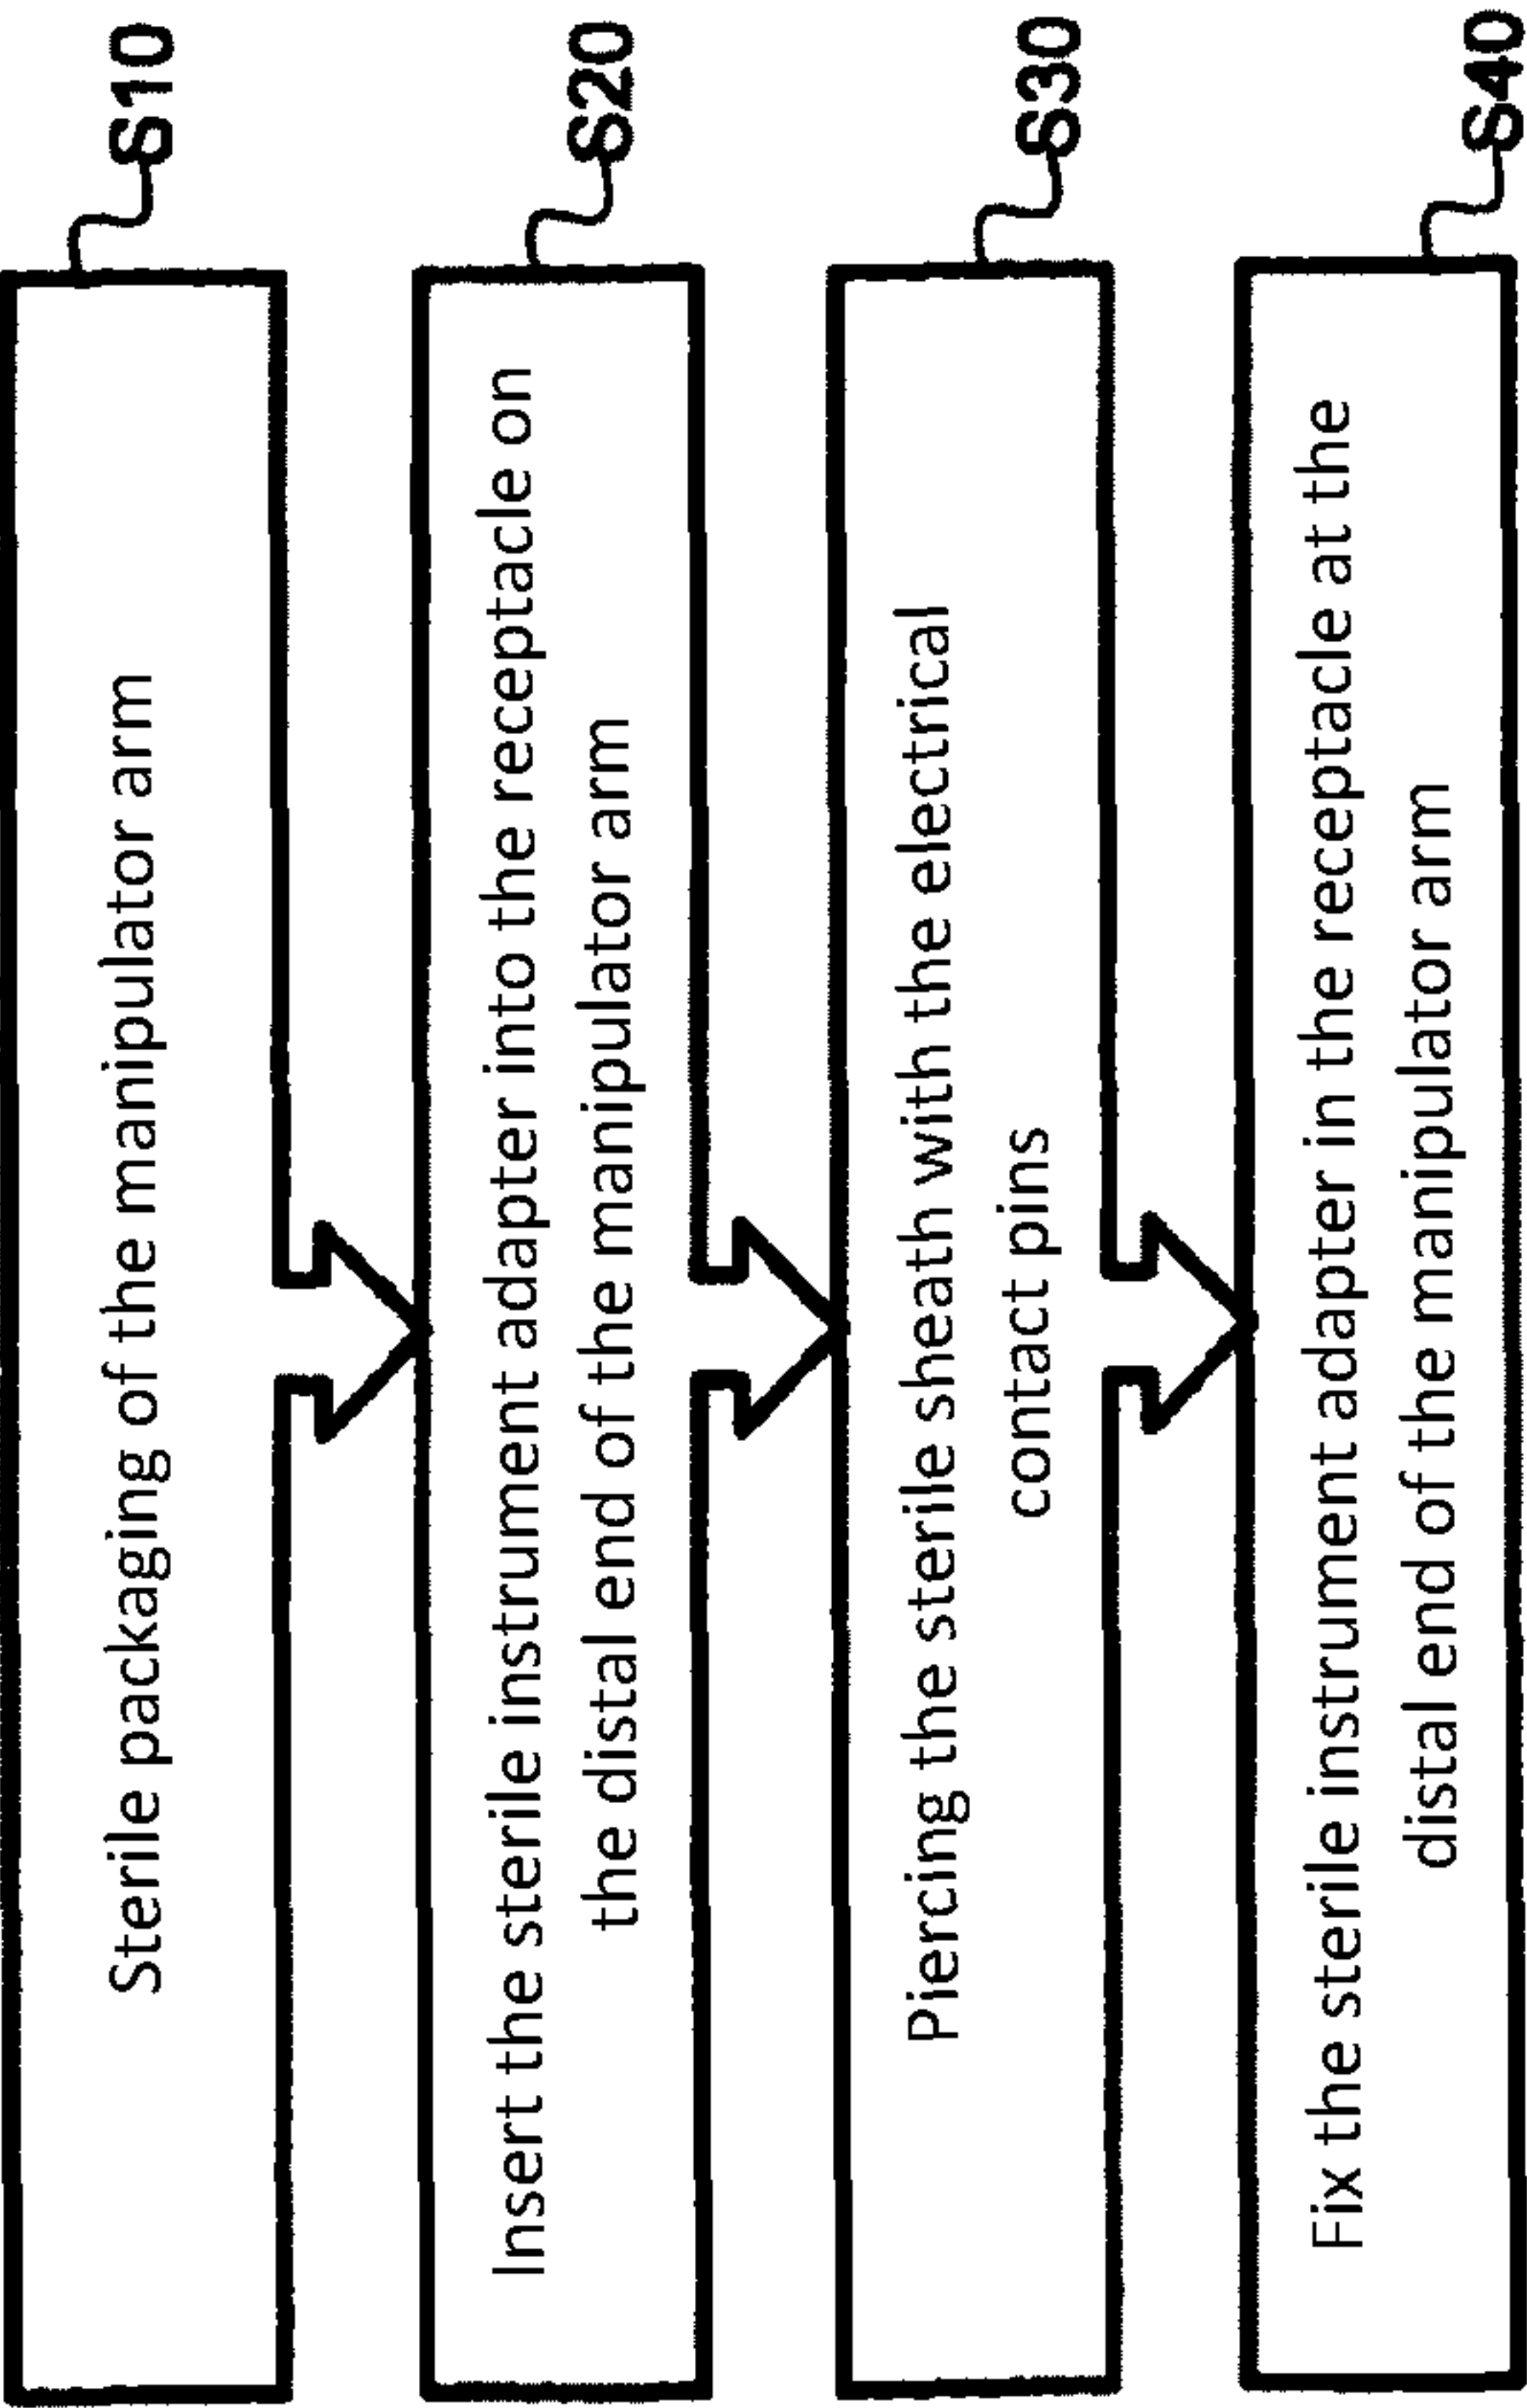 Sterile packaging of the manipulator arm
S10
Insert the sterile instrument adapter into the receptacle on
the distal end of the manipulator arm
S20
Piercing the sterile sheath with the electrical
contact pins
S30
Fix the sterile instrument adapter in the receptacle at the
distal end of the manipulator arm
S40